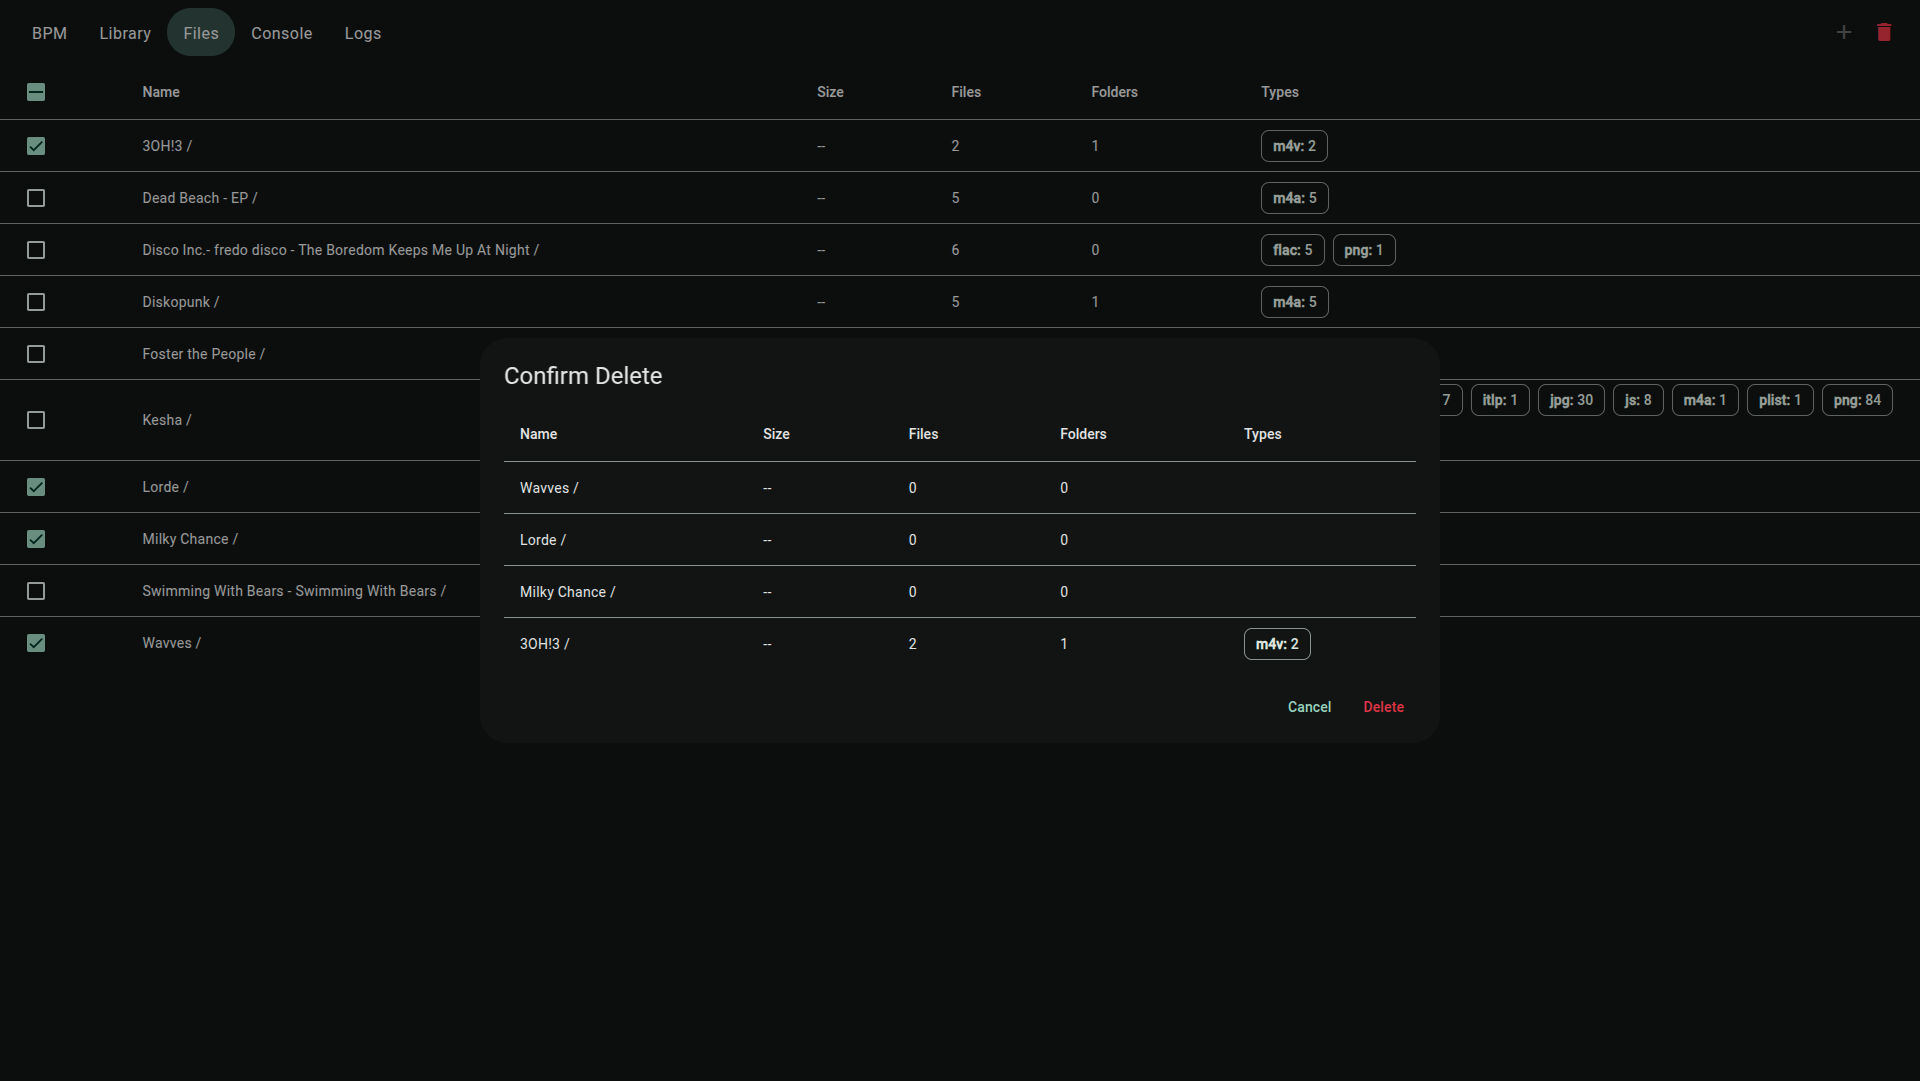 BPM Library Files Console Logs
Name Size Files Folders Types
3OH!3 / -- 2 1 m4v: 2
Dead Beach - EP / -- 5 0 m4a: 5
Disco Inc.- fredo disco - The Boredom Keeps Me Up At Night / -- 6 0 flac: 5 png: 1
Diskopunk / -- 5 1 m4a: 5
Foster the People /
Kesha / 7 itlp: 1 jpg: 30 js: 8 m4a: 1 plist: 1 png: 84
Lorde /
Milky Chance /
Swimming With Bears - Swimming With Bears /
Wavves /
Confirm Delete
Name Size Files Folders Types
Wavves / -- 0 0
Lorde / -- 0 0
Milky Chance / -- 0 0
3OH!3 / -- 2 1 m4v: 2
Cancel Delete